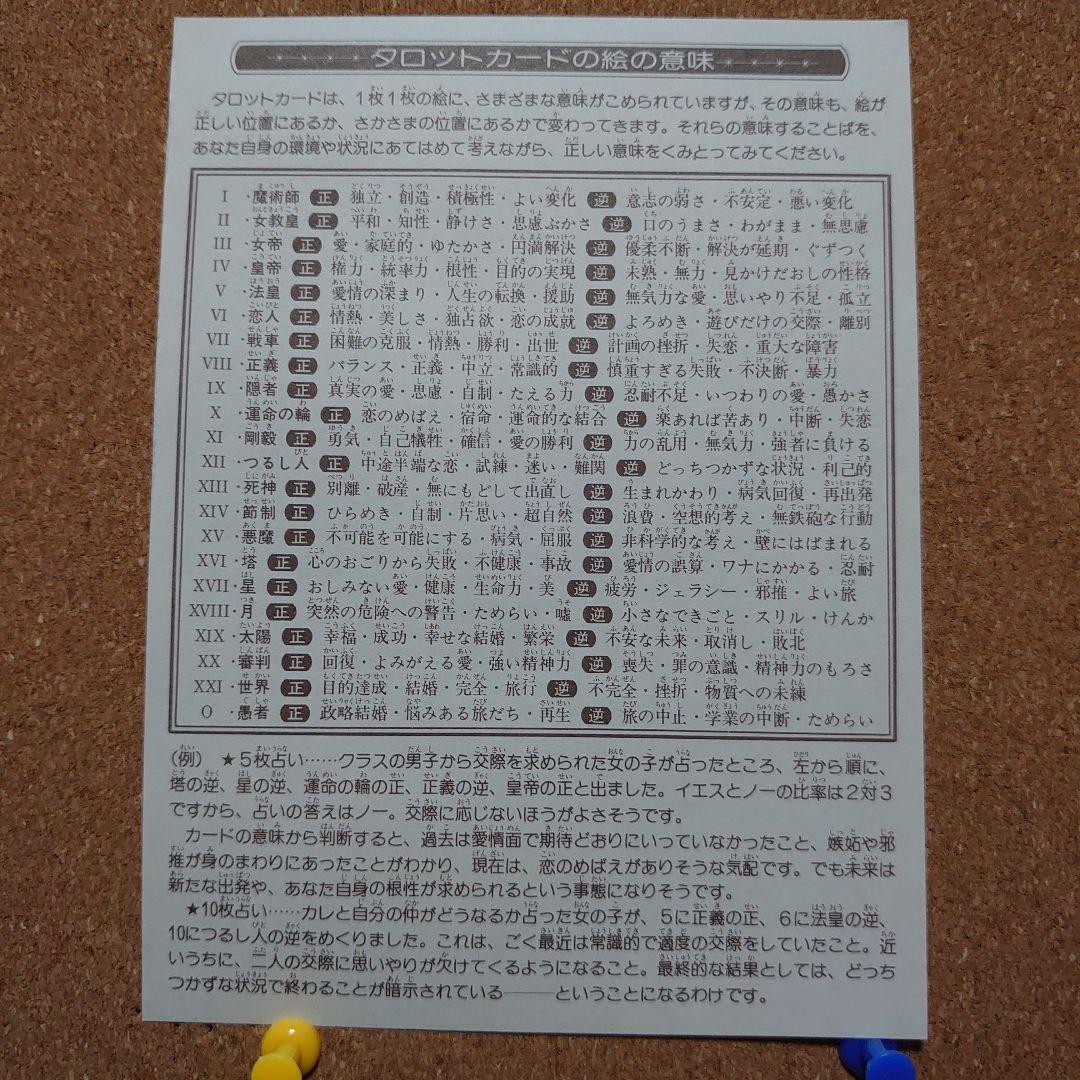 タロットカードの絵の意味
タロットカードは、1枚1枚の絵に、さまざまな意味がこめられていますが、その意味も、絵が
正しい位置にあるか、さかさまの位置にあるかで変わってきます。それらの意味することばを、
あなた自身の環境や状況にあてはめて考えながら、正しい意味をくみとってみてください。
I・魔術師 正 独立・創造・積極性・よい変化 逆 意志の弱さ・不安定・悪い変化
II・女教皇 正 平和・知性・静けさ・思慮ぶかさ 逆 口のうまさ・わがまま・無思慮
III・女帝 正 愛・家庭的・ゆたかさ・円満解決 逆 優柔不断・解決が延期・ぐずつく
IV・皇帝 正 権力・統率力・根性・目的の実現 逆 未熟・無力・見かけだおしの性格
V・法皇 正 愛情の深まり・人生の転換・援助 逆 無気力な愛・思いやり不足・孤立
VI・恋人 正 情熱・美しさ・独占欲・恋の成就 逆 よろめき・遊びだけの交際・離別
VII・戦車 正 困難の克服・情熱・勝利・出世 逆 計画の挫折・失恋・重大な障害
VIII・正義 正 バランス・正義・中立・常識的 逆 慎重すぎる失敗・不決断・暴力
IX・隠者 正 真実の愛・思慮・自制・たえる力 逆 忍耐不足・いつわりの愛・愚かさ
X・運命の輪 正 恋のめばえ・宿命・運命的な結合 逆 楽あれば苦あり・中断・失恋
XI・剛毅 正 勇気・自己犠牲・確信・愛の勝利 逆 力の乱用・無気力・強者に負ける
XII・つるし人 正 中途半端な恋・試練・迷い・難関 逆 どっちつかずな状況・利己的
XIII・死神 正 別離・破産・無にもどして出直し 逆 生まれかわり・病気回復・再出発
XIV・節制 正 ひらめき・自制・片思い・超自然 逆 浪費・空想的考え・無鉄砲な行動
XV・悪魔 正 不可能を可能にする・病気・屈服 逆 非科学的な考え・壁にはばまれる
XVI・塔 正 心のおごりから失敗・不健康・事故 逆 愛情の誤算・ワナにかかる・忍耐
XVII・星 正 おしみない愛・健康・生命力・美 逆 疲労・ジェラシー・邪推・よい旅
XVIII・月 正 突然の危険への警告・ためらい・嘘 逆 小さなできごと・スリル・けんか
XIX・太陽 正 幸福・成功・幸せな結婚・繁栄 逆 不安な未来・取消し・敗北
XX・審判 正 回復・よみがえる愛・強い精神力 逆 喪失・罪の意識・精神力のもろさ
XXI・世界 正 目的達成・結婚・完全・旅行 逆 不完全・挫折・物質への未練
O・愚者 正 政略結婚・悩みある旅だち・再生 逆 旅の中止・学業の中断・ためらい
(例) ★5枚占い……クラスの男子から交際を求められた女の子が占ったところ、左から順に、
塔の逆、星の逆、運命の輪の正、正義の逆、皇帝の正と出ました。イエスとノーの比率は2対3
ですから、占いの答えはノー。交際に応じないほうがよさそうです。
カードの意味から判断すると、過去は愛情面で期待どおりにいっていなかったこと、嫉妬や邪
推が身のまわりにあったことがわかり、現在は、恋のめばえがありそうな気配です。でも未来は
新たな出発や、あなた自身の根性が求められるという事態になりそうです。
★10枚占い……カレと自分の仲がどうなるか占った女の子が、5に正義の正、6に法皇の逆、
10につるし人の逆をめくりました。これは、ごく最近は常識的で適度の交際をしていたこと。近
いうちに、二人の交際に思いやりが欠けてくるようになること。最終的な結果としては、どっち
つかずな状況で終わることが暗示されている――ということになるわけです。